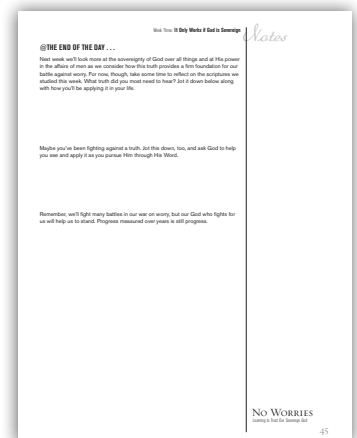 Week Three: It Only Works if God is Sovereign
Notes
@THE END OF THE DAY . . .
Next week we'll look more at the sovereignty of God over all things and at His power
in the affairs of men as we consider how this truth provides a firm foundation for our
battle against worry. For now, though, take some time to reflect on the scriptures we
studied this week. What truth did you most need to hear? Jot it down below along
with how you'll be applying it in your life.
Maybe you've been fighting against a truth. Jot this down, too, and ask God to help
you see and apply it as you pursue Him through His Word.
Remember, we'll fight many battles in our war on worry, but our God who fights for
us will help us to stand. Progress measured over years is still progress.
NO WORRIES
Learning to Trust Our Sovereign God
45